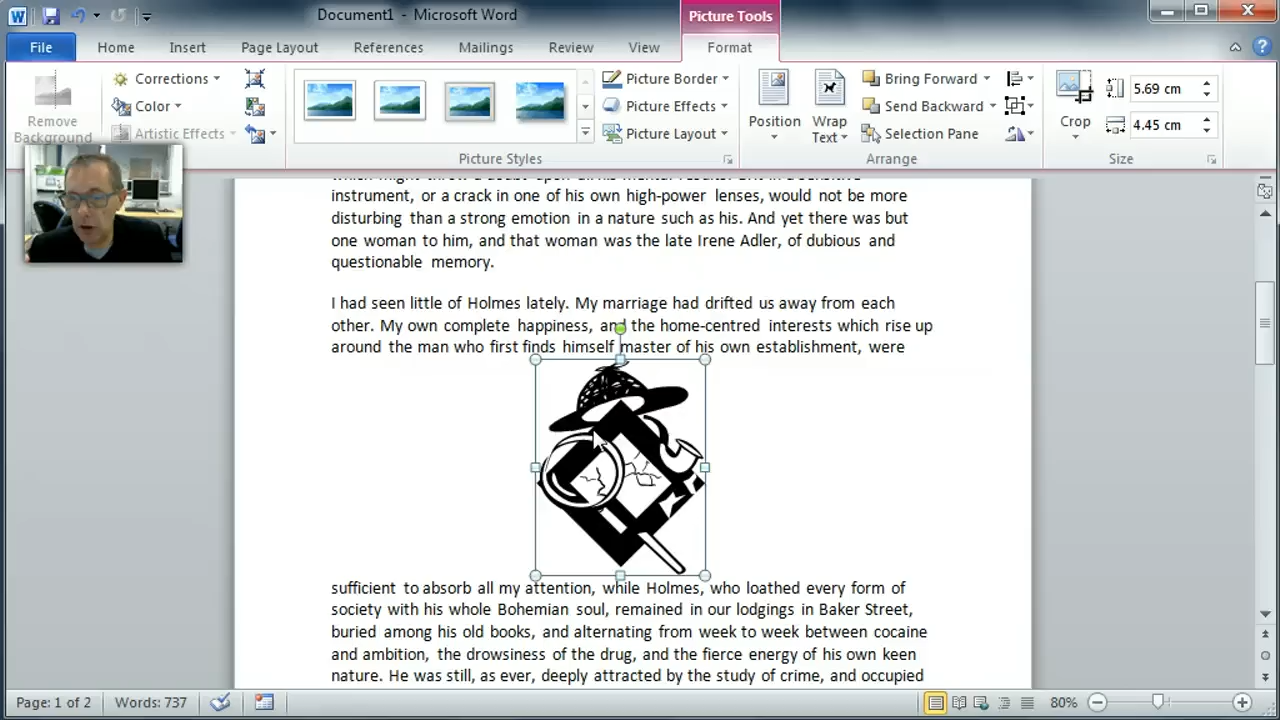 Document1 - Microsoft Word
Picture Tools
File Home Insert Page Layout References Mailings Review View Format
Remove Background
Corrections
Color
Artistic Effects
Picture Styles
Picture Border
Picture Effects
Picture Layout
Position
Wrap Text
Bring Forward
Send Backward
Selection Pane
Arrange
Crop
5.69 cm
4.45 cm
Size
instrument, or a crack in one of his own high-power lenses, would not be more
disturbing than a strong emotion in a nature such as his. And yet there was but
one woman to him, and that woman was the late Irene Adler, of dubious and
questionable memory.
I had seen little of Holmes lately. My marriage had drifted us away from each
other. My own complete happiness, and the home-centred interests which rise up
around the man who first finds himself master of his own establishment, were
sufficient to absorb all my attention, while Holmes, who loathed every form of
society with his whole Bohemian soul, remained in our lodgings in Baker Street,
buried among his old books, and alternating from week to week between cocaine
and ambition, the drowsiness of the drug, and the fierce energy of his own keen
nature. He was still, as ever, deeply attracted by the study of crime, and occupied
Page: 1 of 2 Words: 737 80%